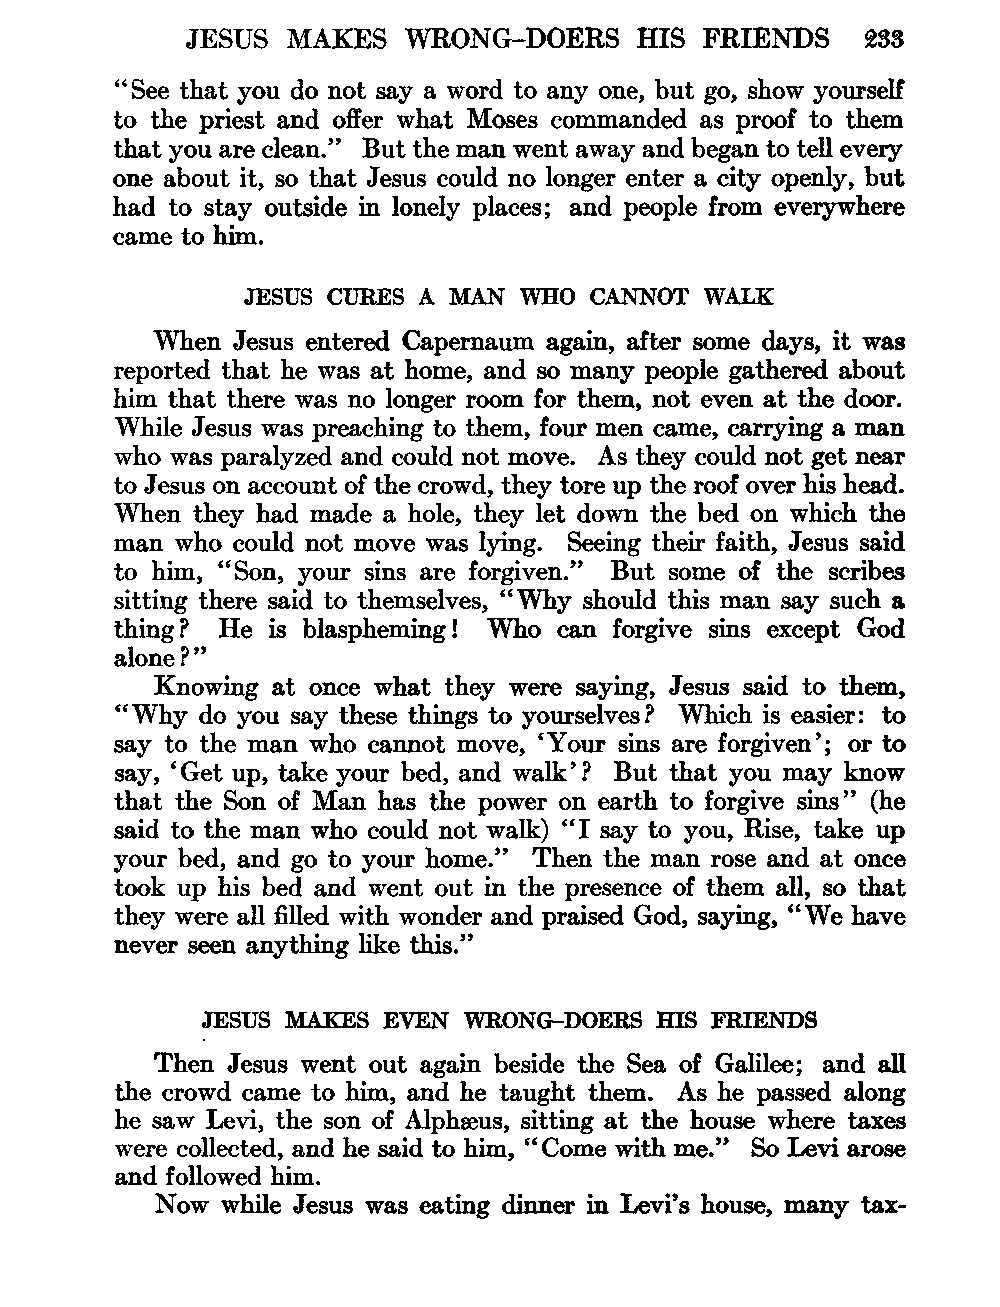 JESUS MAKES WRONG-DOERS HIS FRIENDS 233
“See that you do not say a word to any one, but go, show yourself
to the priest and offer what Moses commanded as proof to them
that you are clean.” But the man went away and began to tell every
one about it, so that Jesus could no longer enter a city openly, but
had to stay outside in lonely places; and people from everywhere
came to him.
JESUS CURES A MAN WHO CANNOT WALK
When Jesus entered Capernaum again, after some days, it was
reported that he was at home, and so many people gathered about
him that there was no longer room for them, not even at the door.
While Jesus was preaching to them, four men came, carrying a man
who was paralyzed and could not move. As they could not get near
to Jesus on account of the crowd, they tore up the roof over his head.
When they had made a hole, they let down the bed on which the
man who could not move was lying. Seeing their faith, Jesus said
to him, “Son, your sins are forgiven.” But some of the scribes
sitting there said to themselves, “Why should this man say such a
thing? He is blaspheming! Who can forgive sins except God
alone?”
Knowing at once what they were saying, Jesus said to them,
“Why do you say these things to yourselves? Which is easier: to
say to the man who cannot move, ‘Your sins are forgiven’; or to
say, ‘Get up, take your bed, and walk’? But that you may know
that the Son of Man has the power on earth to forgive sins” (he
said to the man who could not walk) “I say to you, Rise, take up
your bed, and go to your home.” Then the man rose and at once
took up his bed and went out in the presence of them all, so that
they were all filled with wonder and praised God, saying, “We have
never seen anything like this.”
JESUS MAKES EVEN WRONG-DOERS HIS FRIENDS
Then Jesus went out again beside the Sea of Galilee; and all
the crowd came to him, and he taught them. As he passed along
he saw Levi, the son of Alphæus, sitting at the house where taxes
were collected, and he said to him, “Come with me.” So Levi arose
and followed him.
Now while Jesus was eating dinner in Levi’s house, many tax-